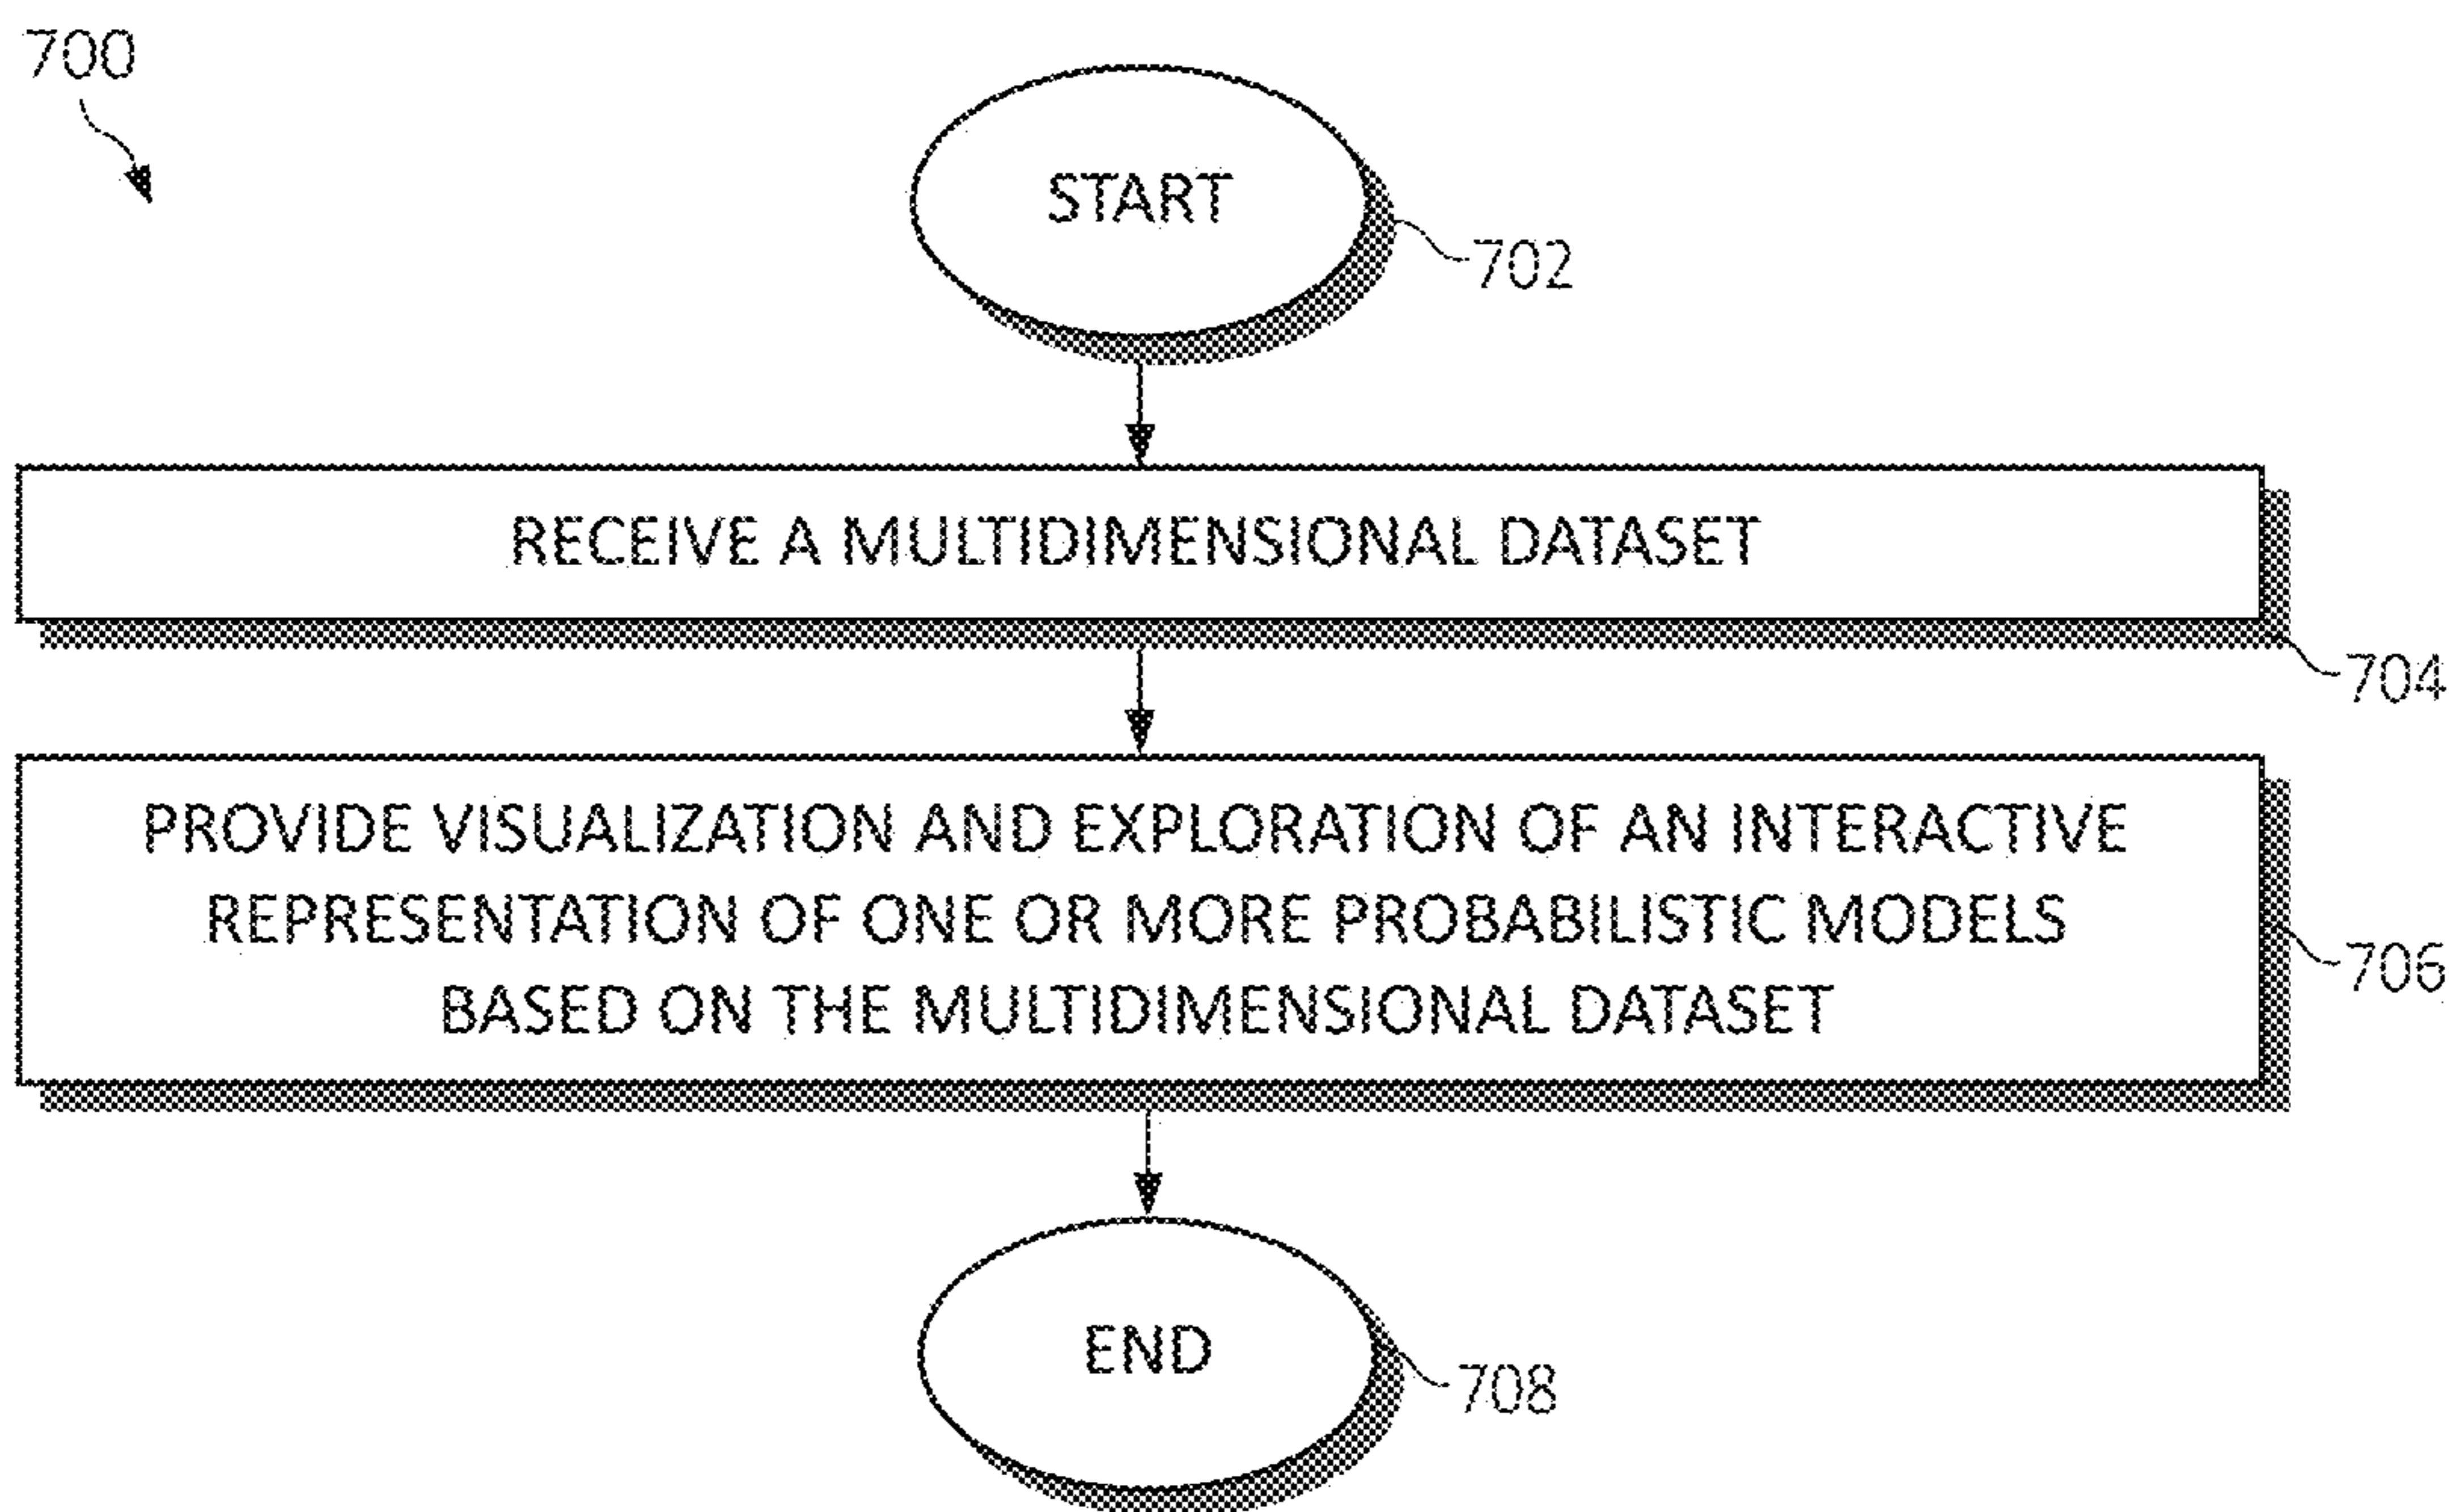 700
START
702
RECEIVE A MULTIDIMENSIONAL DATASET
704
PROVIDE VISUALIZATION AND EXPLORATION OF AN INTERACTIVE
REPRESENTATION OF ONE OR MORE PROBABILISTIC MODELS
BASED ON THE MULTIDIMENSIONAL DATASET
706
END
708